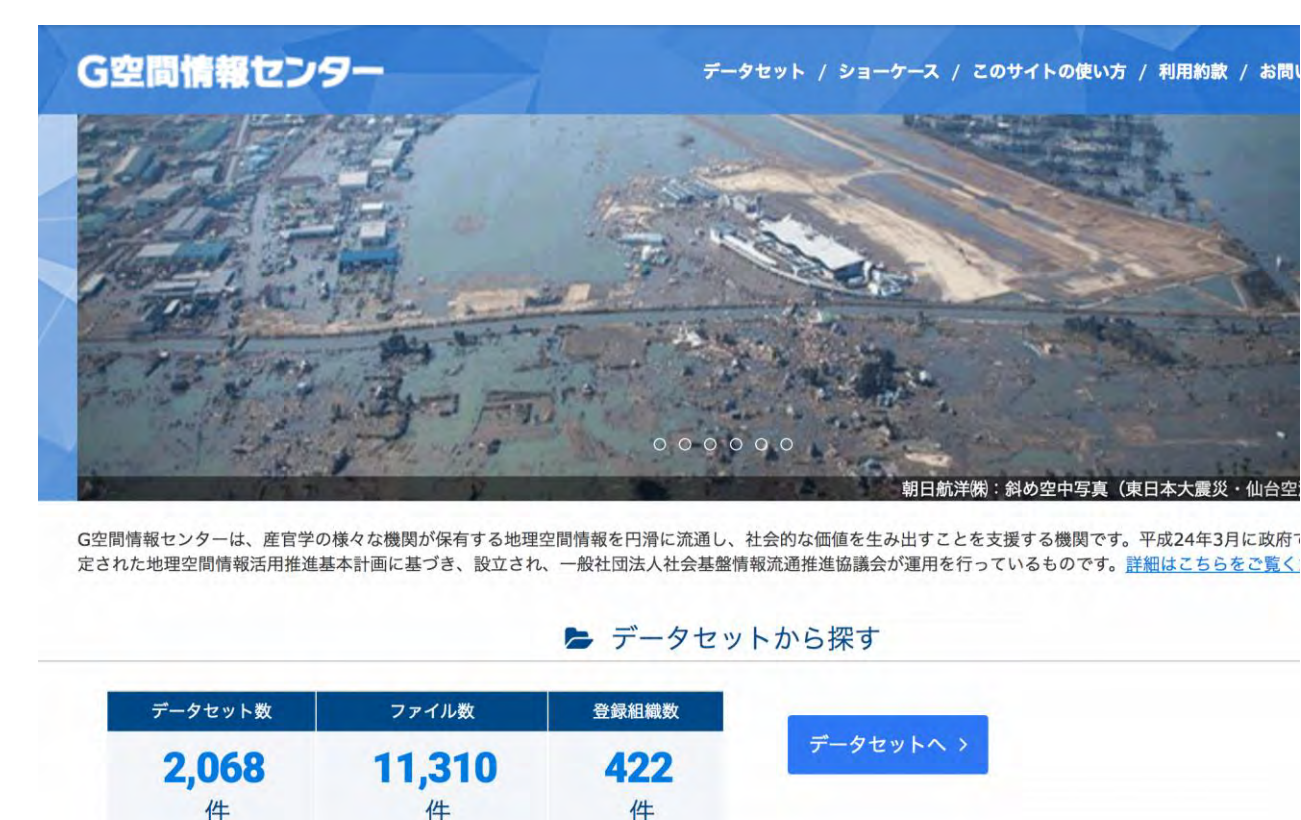 G空間情報センター
データセット / ショーケース / このサイトの使い方 / 利用約款 / お問
朝日航洋㈱:斜め空中写真(東日本大震災・仙台空
G空間情報センターは、産官学の様々な機関が保有する地理空間情報を円滑に流通し、社会的な価値を生み出すことを支援する機関です。平成24年3月に政府
定された地理空間情報活用推進基本計画に基づき、設立され、一般社団法人社会基盤情報流通推進協議会が運用を行っているものです。詳細はこちらをご覧く
データセットから探す
データセット数 ファイル数 登録組織数
データセットへ >
2,068 11,310 422
件 件 件